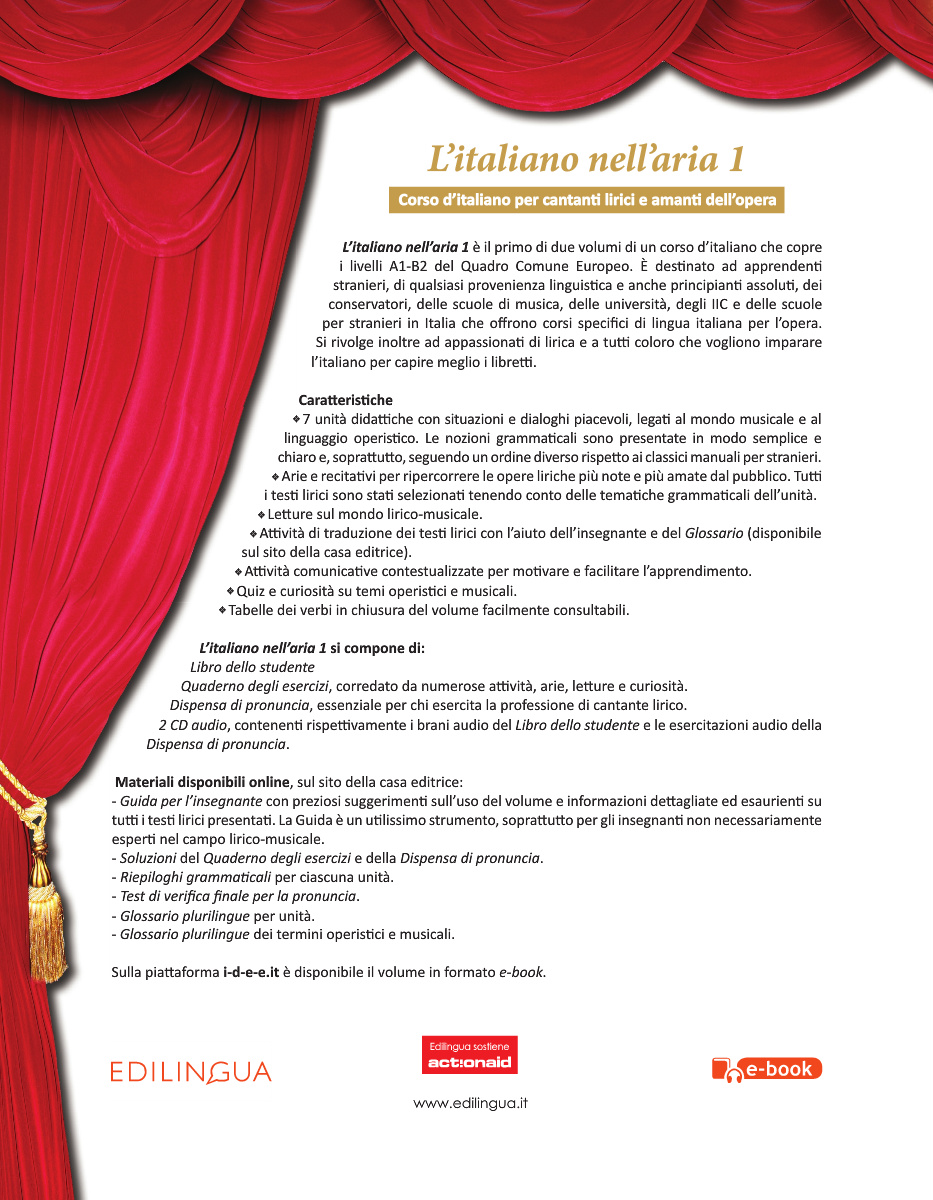 L'italiano nell'aria 1
Corso d'italiano per cantanti lirici e amanti dell'opera
L'italiano nell'aria 1 è il primo di due volumi di un corso d'italiano che copre
i livelli A1-B2 del Quadro Comune Europeo. È destinato ad apprendenti
stranieri, di qualsiasi provenienza linguistica e anche principianti assoluti, dei
conservatori, delle scuole di musica, delle università, degli IIC e delle scuole
per stranieri in Italia che offrono corsi specifici di lingua italiana per l'opera.
Si rivolge inoltre ad appassionati di lirica e a tutti coloro che vogliono imparare
l'italiano per capire meglio i libretti.
Caratteristiche
❖ 7 unità didattiche con situazioni e dialoghi piacevoli, legati al mondo musicale e al
linguaggio operistico. Le nozioni grammaticali sono presentate in modo semplice e
chiaro e, soprattutto, seguendo un ordine diverso rispetto ai classici manuali per stranieri.
❖ Arie e recitativi per ripercorrere le opere liriche più note e più amate dal pubblico. Tutti
i testi lirici sono stati selezionati tenendo conto delle tematiche grammaticali dell'unità.
❖ Letture sul mondo lirico-musicale.
❖ Attività di traduzione dei testi lirici con l'aiuto dell'insegnante e del Glossario (disponibile
sul sito della casa editrice).
❖ Attività comunicative contestualizzate per motivare e facilitare l'apprendimento.
❖ Quiz e curiosità su temi operistici e musicali.
❖ Tabelle dei verbi in chiusura del volume facilmente consultabili.
L'italiano nell'aria 1 si compone di:
Libro dello studente
Quaderno degli esercizi, corredato da numerose attività, arie, letture e curiosità.
Dispensa di pronuncia, essenziale per chi esercita la professione di cantante lirico.
2 CD audio, contenenti rispettivamente i brani audio del Libro dello studente e le esercitazioni audio della
Dispensa di pronuncia.
Materiali disponibili online, sul sito della casa editrice:
- Guida per l'insegnante con preziosi suggerimenti sull'uso del volume e informazioni dettagliate ed esaurienti su
tutti i testi lirici presentati. La Guida è un utilissimo strumento, soprattutto per gli insegnanti non necessariamente
esperti nel campo lirico-musicale.
- Soluzioni del Quaderno degli esercizi e della Dispensa di pronuncia.
- Riepiloghi grammaticali per ciascuna unità.
- Test di verifica finale per la pronuncia.
- Glossario plurilingue per unità.
- Glossario plurilingue dei termini operistici e musicali.
Sulla piattaforma i-d-e-e.it è disponibile il volume in formato e-book.
Edilingua sostiene
act:onaid
EDILINGUA
e-book
www.edilingua.it